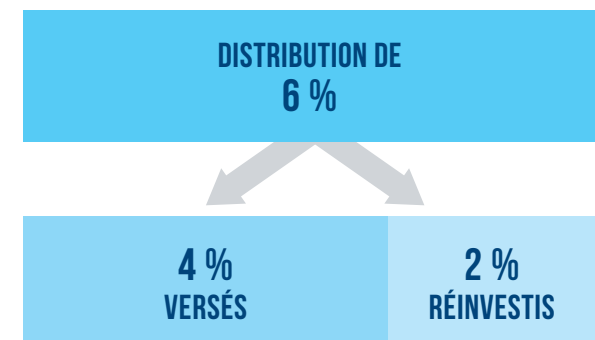 DISTRIBUTION DE
6 %
4 %
VERSÉS
2 %
RÉINVESTIS